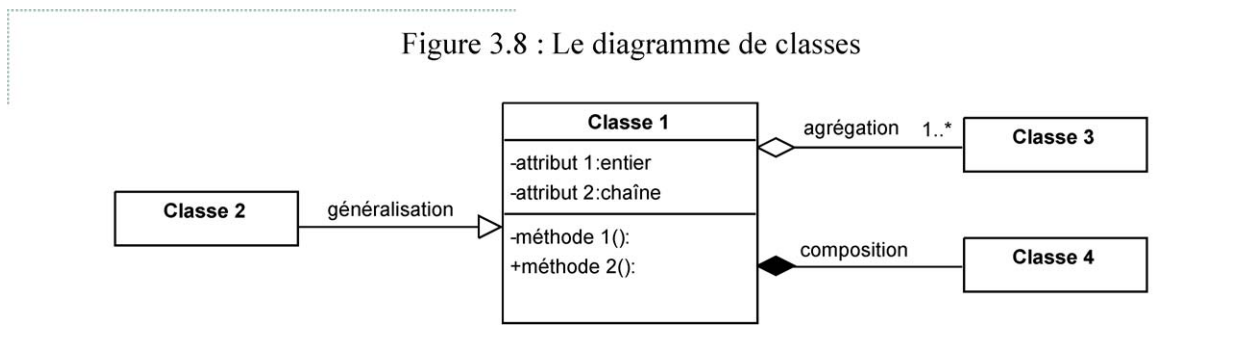 Figure 3.8 : Le diagramme de classes
Classe 1
-attribut 1:entier
-attribut 2:chaîne
-méthode 1():
+méthode 2():
Classe 2
généralisation
agrégation 1..*
Classe 3
composition
Classe 4